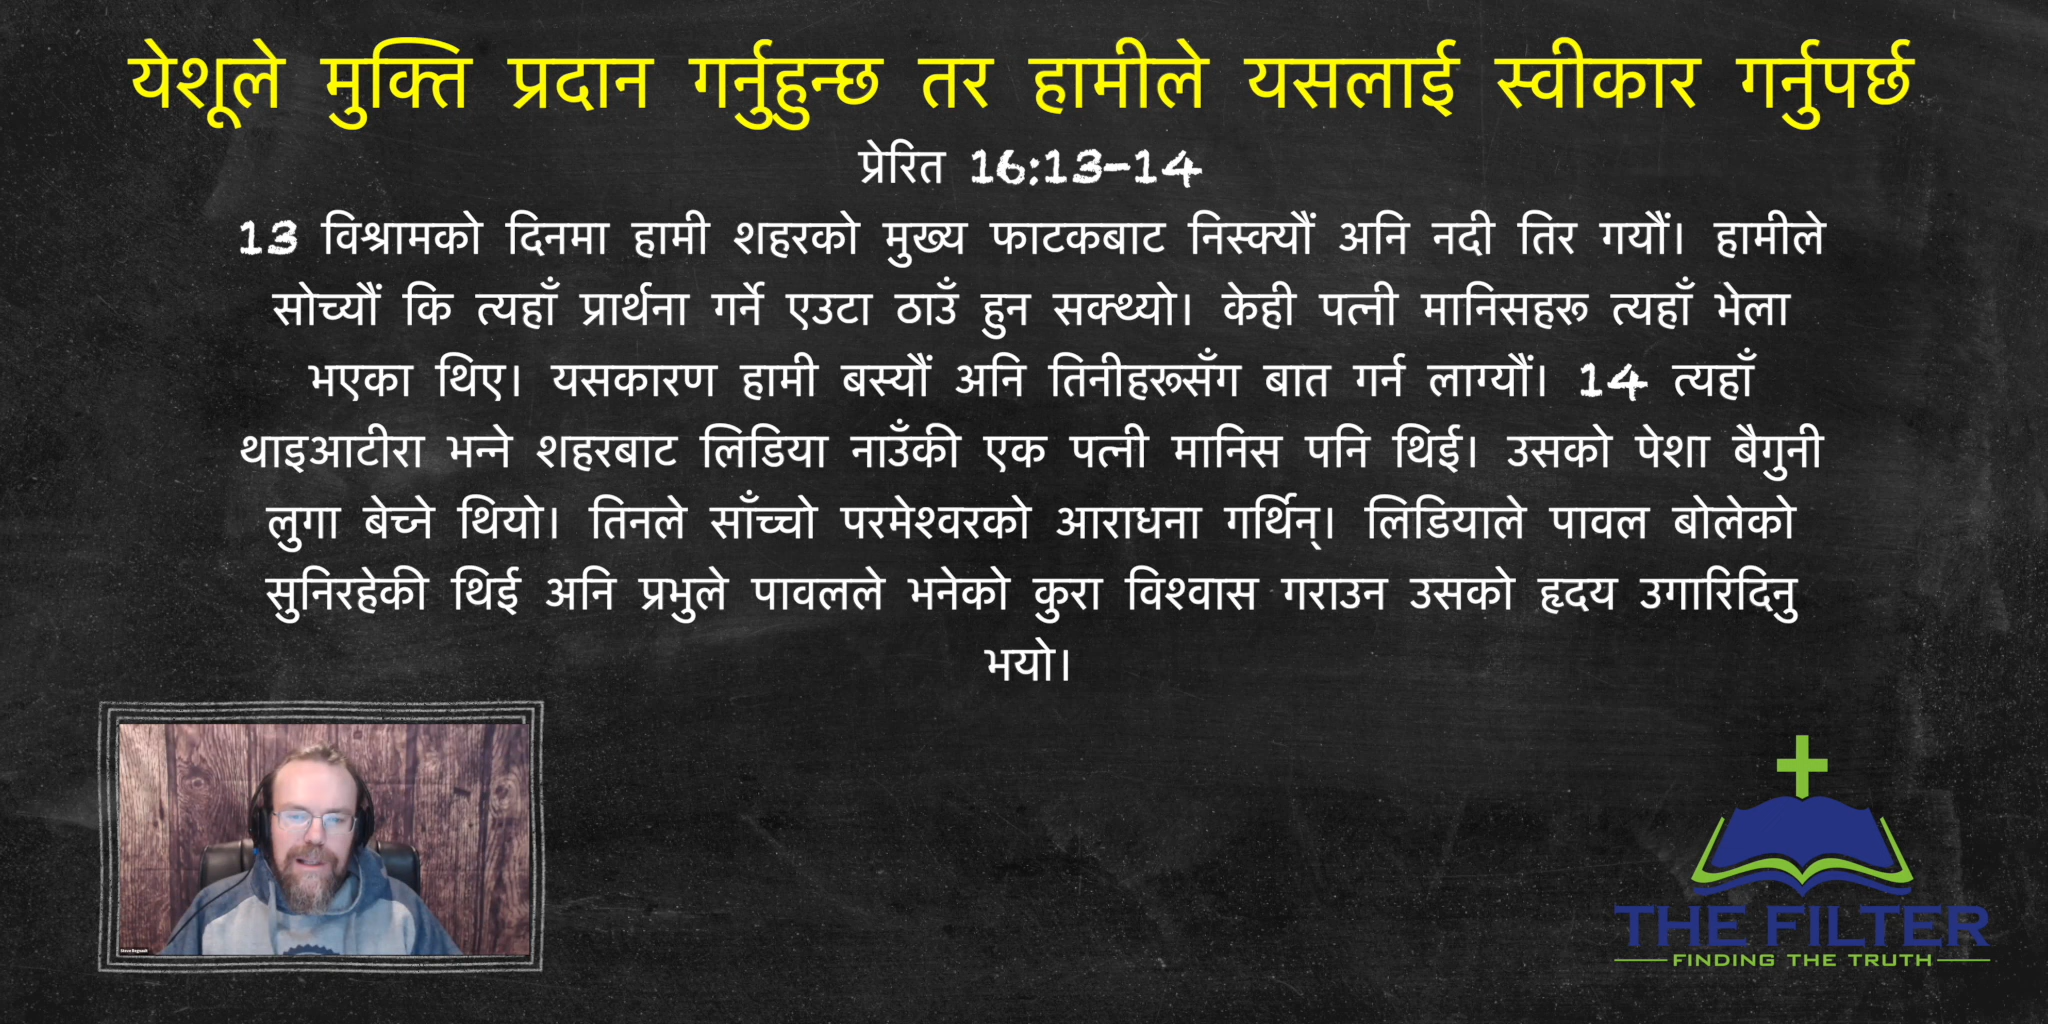 येशूले मुक्ति प्रदान गर्नुहुन्छ तर हामीले यसलाई स्वीकार गर्नुपर्छ
प्रेरित 16:13-14
13 विश्रामको दिनमा हामी शहरको मुख्य फाटकबाट निस्क्यौं अनि नदी तिर गयौं। हामीले
सोच्यौं कि त्यहाँ प्रार्थना गर्ने एउटा ठाउँ हुन सक्थ्यो। केही पत्नी मानिसहरू त्यहाँ भेला
भएका थिए। यसकारण हामी बस्यौं अनि तिनीहरूसँग बात गर्न लाग्यौं। 14 त्यहाँ
थाइआटीरा भन्ने शहरबाट लिडिया नाउँकी एक पत्नी मानिस पनि थिई। उसको पेशा बैगुनी
लुगा बेच्ने थियो। तिनले साँच्चो परमेश्वरको आराधना गर्थिन्। लिडियाले पावल बोलेको
सुनिरहेकी थिई अनि प्रभुले पावलले भनेको कुरा विश्वास गराउन उसको हृदय उगारिदिनु
भयो।
Steve Regnault
THE FILTER
FINDING THE TRUTH